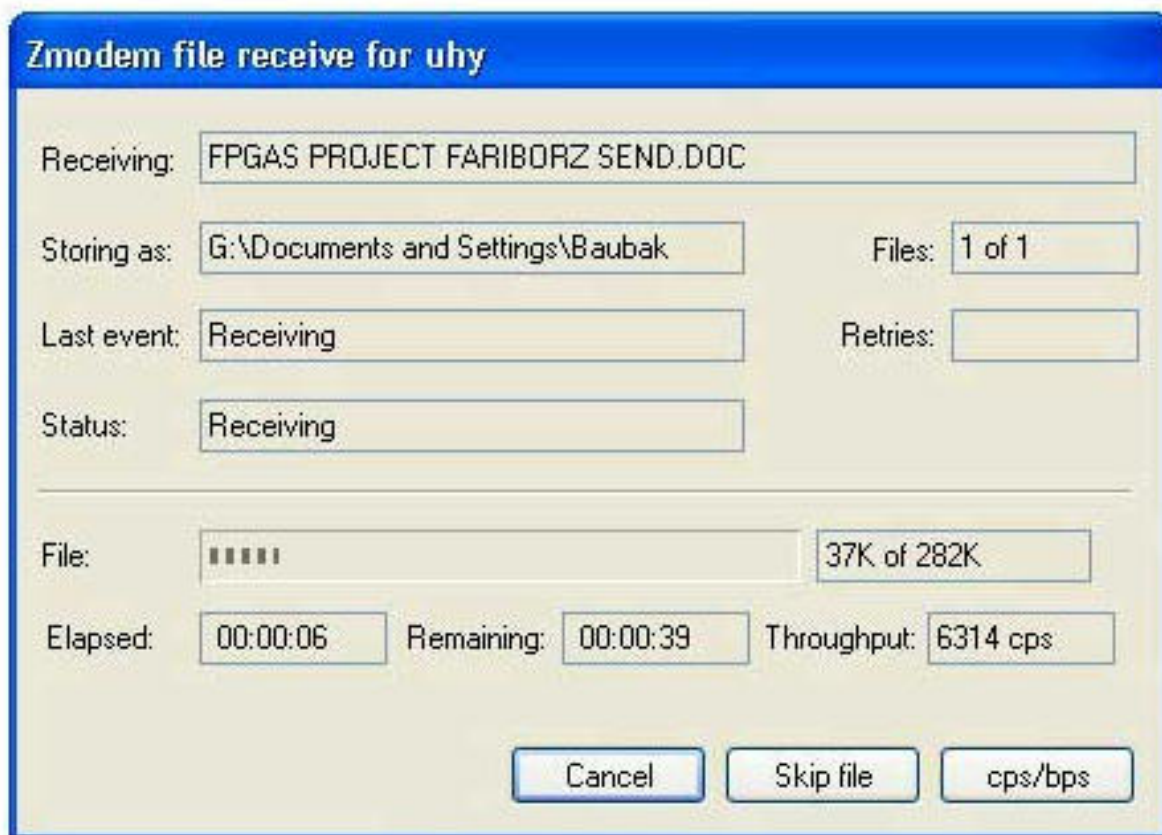 Zmodem file receive for uhy
Receiving: FPGAS PROJECT FARIBORZ SEND.DOC
Storing as: G:\Documents and Settings\Baubak Files: 1 of 1
Last event: Receiving Retries:
Status: Receiving
File: 37K of 282K
Elapsed: 00:00:06 Remaining: 00:00:39 Throughput: 6314 cps
Cancel Skip file cps/bps